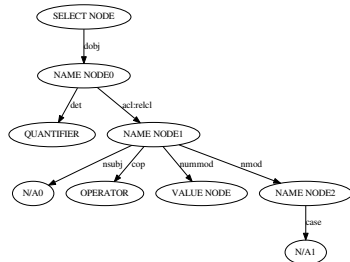 SELECT NODE
dobj
NAME NODE0
det
acl:relcl
QUANTIFIER
NAME NODE1
nsubj
cop
nummod
nmod
N/A0
OPERATOR
VALUE NODE
NAME NODE2
case
N/A1